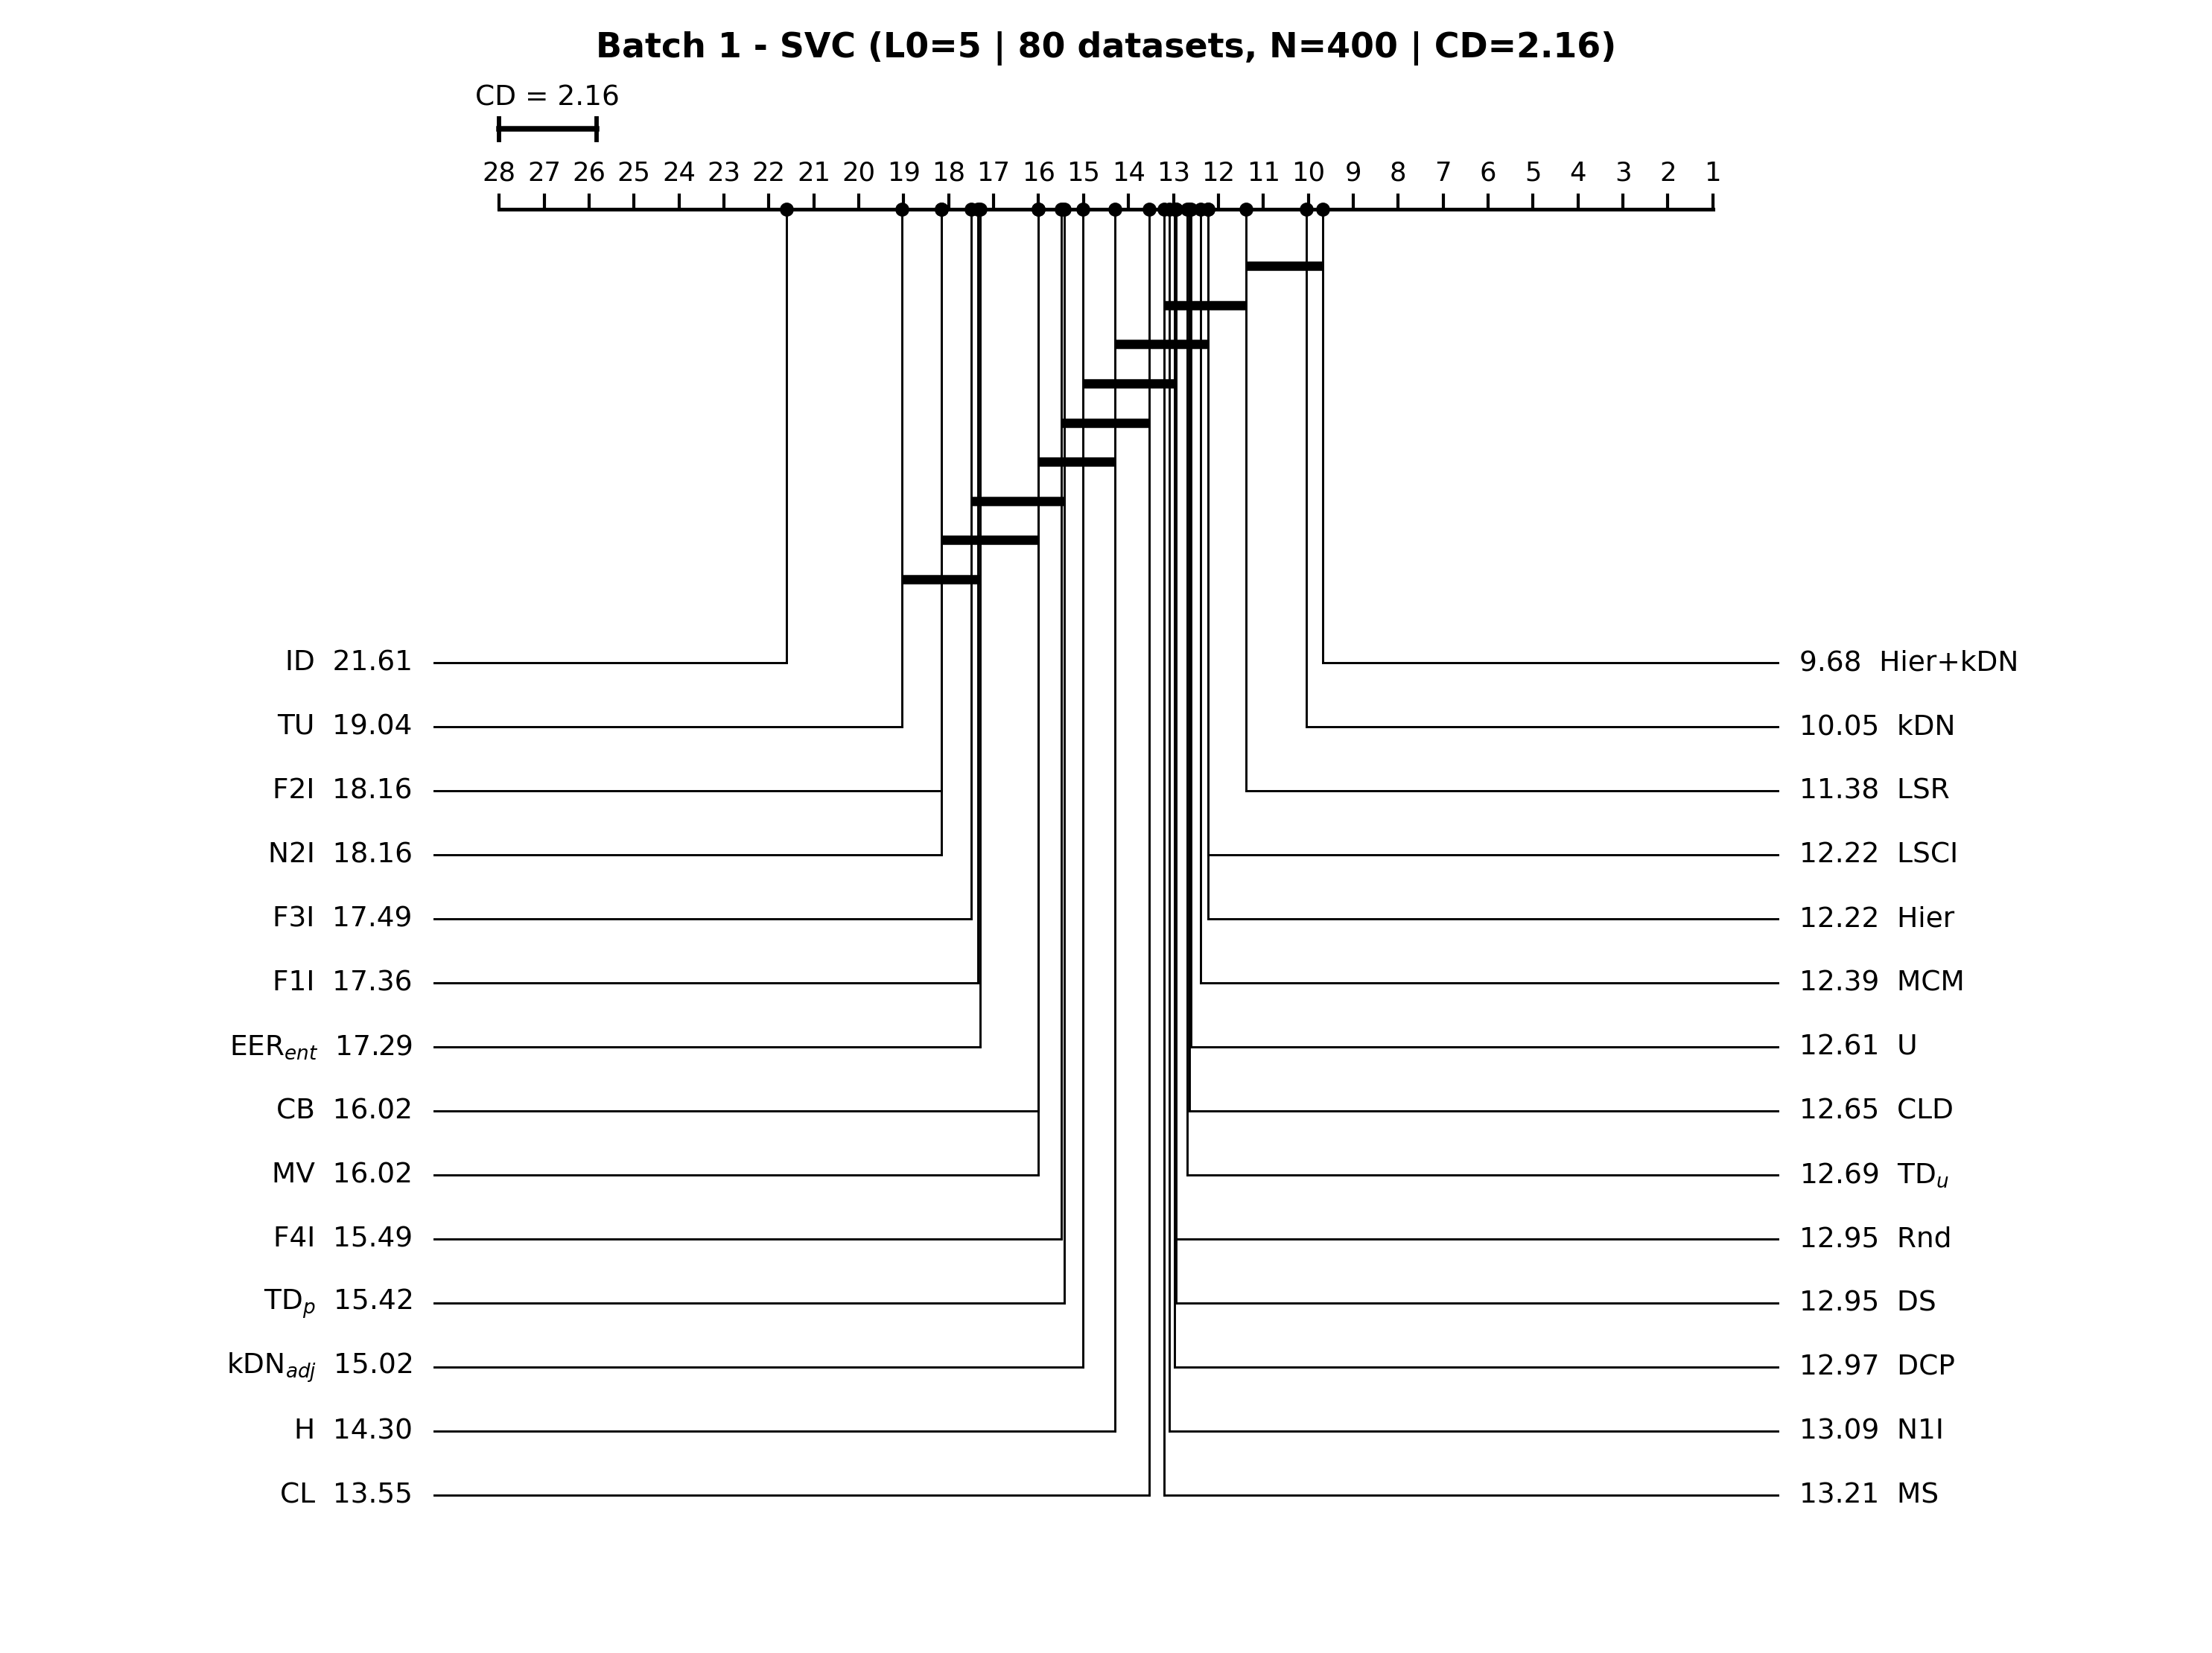 Batch 1 - SVC (L0=5 | 80 datasets, N=400 | CD=2.16)
CD = 2.16
28 27 26 25 24 23 22 21 20 19 18 17 16 15 14 13 12 11 10 9 8 7 6 5 4 3 2 1
ID 21.61
9.68 Hier+kDN
TU 19.04
10.05 kDN
F2I 18.16
11.38 LSR
N2I 18.16
12.22 LSCI
F3I 17.49
12.22 Hier
F1I 17.36
12.39 MCM
EERent 17.29
12.61 U
CB 16.02
12.65 CLD
MV 16.02
12.69 TDu
F4I 15.49
12.95 Rnd
TDp 15.42
12.95 DS
kDNadj 15.02
12.97 DCP
H 14.30
13.09 N1I
CL 13.55
13.21 MS